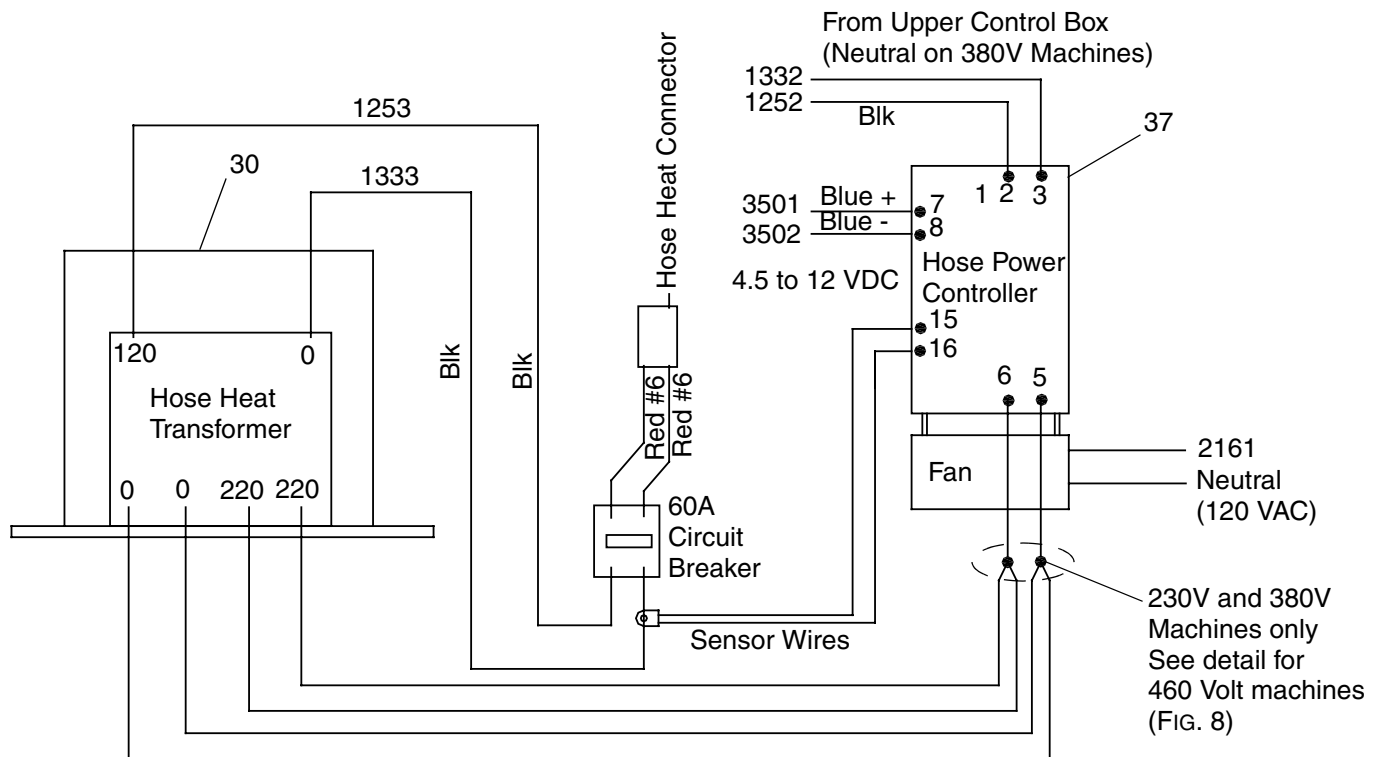 From Upper Control Box
(Neutral on 380V Machines)
1332
1252
Blk
37
1253
30
1333
Hose Heat Connector
3501
Blue +
3502
Blue -
4.5 to 12 VDC
1
2
3
7
8
Hose Power
Controller
15
16
6
5
120
0
Hose Heat
Transformer
0
0
220
220
Blk
Blk
Red #6
Red #6
60A
Circuit
Breaker
Sensor Wires
Fan
2161
Neutral
(120 VAC)
230V and 380V
Machines only
See detail for
460 Volt machines
(FIG. 8)